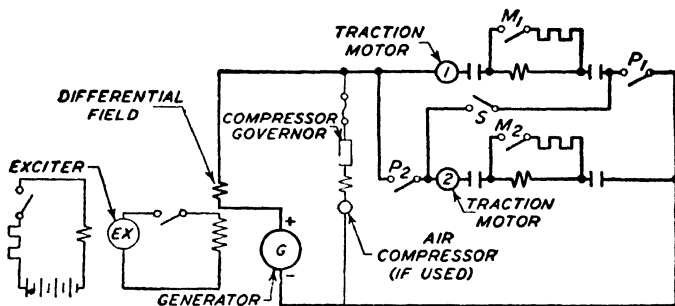 TRACTION
MOTOR
M1
P1
1
DIFFERENTIAL
FIELD
COMPRESSOR
GOVERNOR
S
M2
EXCITER
P2
2
TRACTION
MOTOR
EX
+
G
-
AIR
COMPRESSOR
(IF USED)
GENERATOR